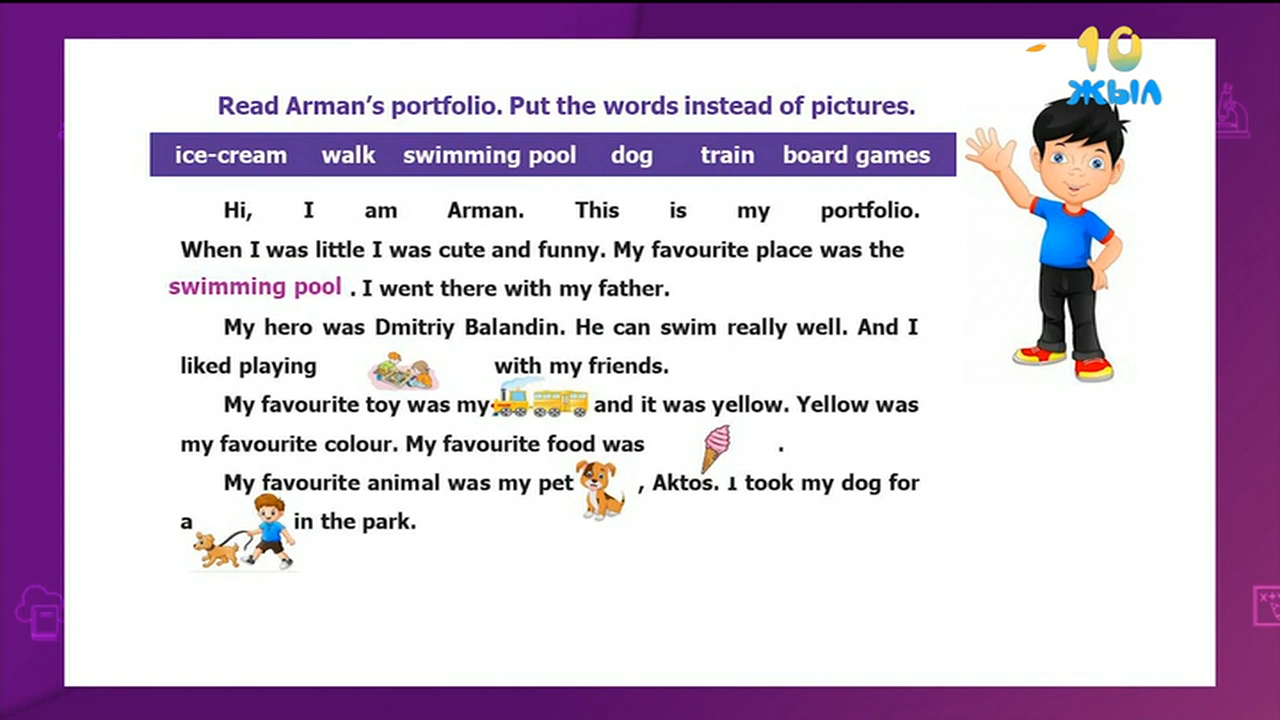 10
ЖЫЛ
Read Arman's portfolio. Put the words instead of pictures.
ice-cream walk swimming pool dog train board games
Hi, I am Arman. This is my portfolio.
When I was little I was cute and funny. My favourite place was the
swimming pool . I went there with my father.
My hero was Dmitriy Balandin. He can swim really well. And I
liked playing with my friends.
My favourite toy was my and it was yellow. Yellow was
my favourite colour. My favourite food was .
My favourite animal was my pet , Aktos. I took my dog for
a in the park.